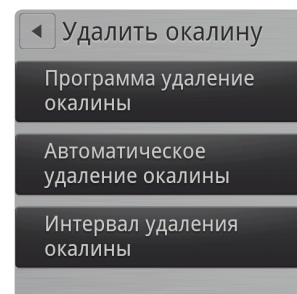 Удалить окалину
Программа удаление
окалины
Автоматическое
удаление окалины
Интервал удаления
окалины